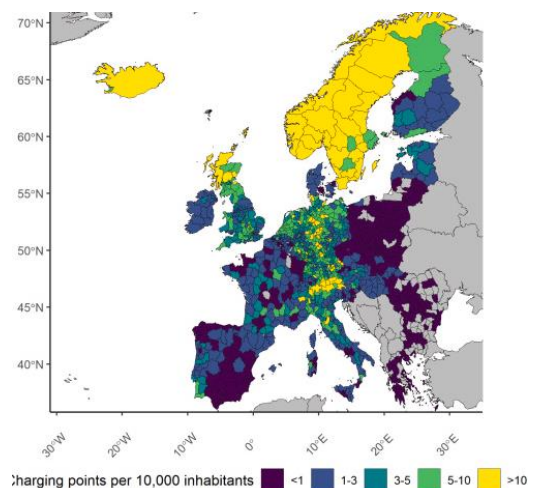 70°N
65°N
60°N
55°N
50°N
45°N
40°N
30°W 20°W 10°W 0° 10°E 20°E 30°E
Charging points per 10,000 inhabitants <1 1-3 3-5 5-10 >10